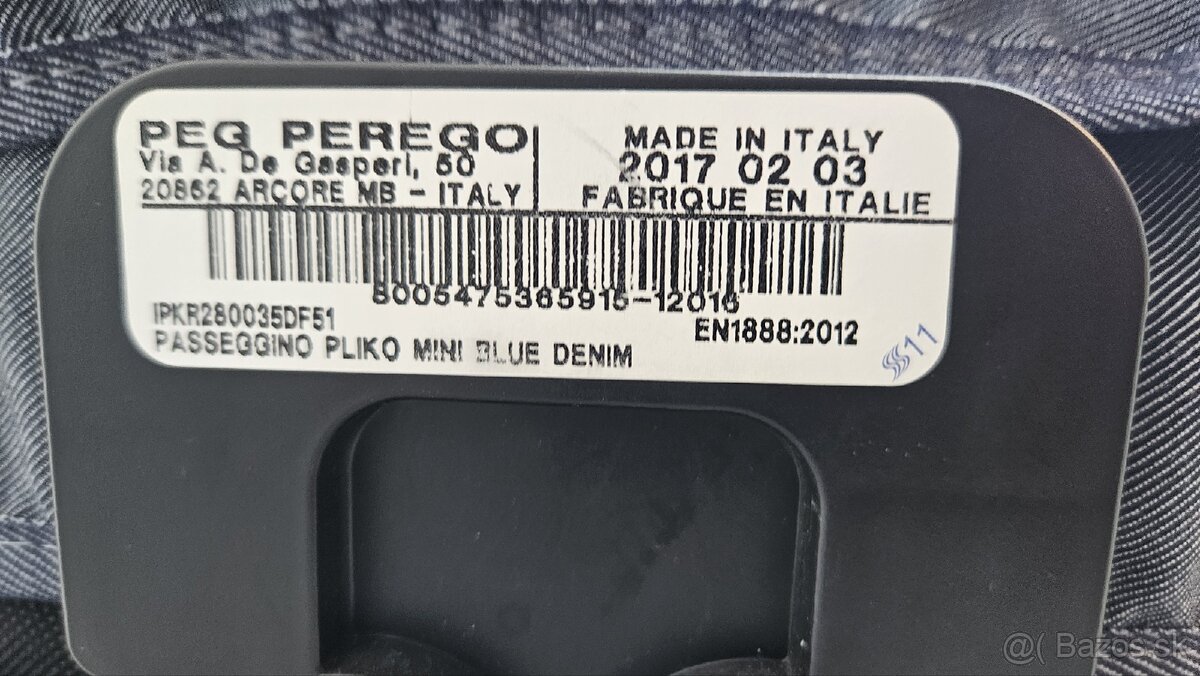 PEG PEREGO
Via A. De Gasperi, 50
20862 ARCORE MB - ITALY
MADE IN ITALY
2017 02 03
FABRIQUE EN ITALIE
8005475365915-12016
IPKR280035DF51
EN1888:2012
PASSEGGINO PLIKO MINI BLUE DENIM
11
@( Bazos.sk